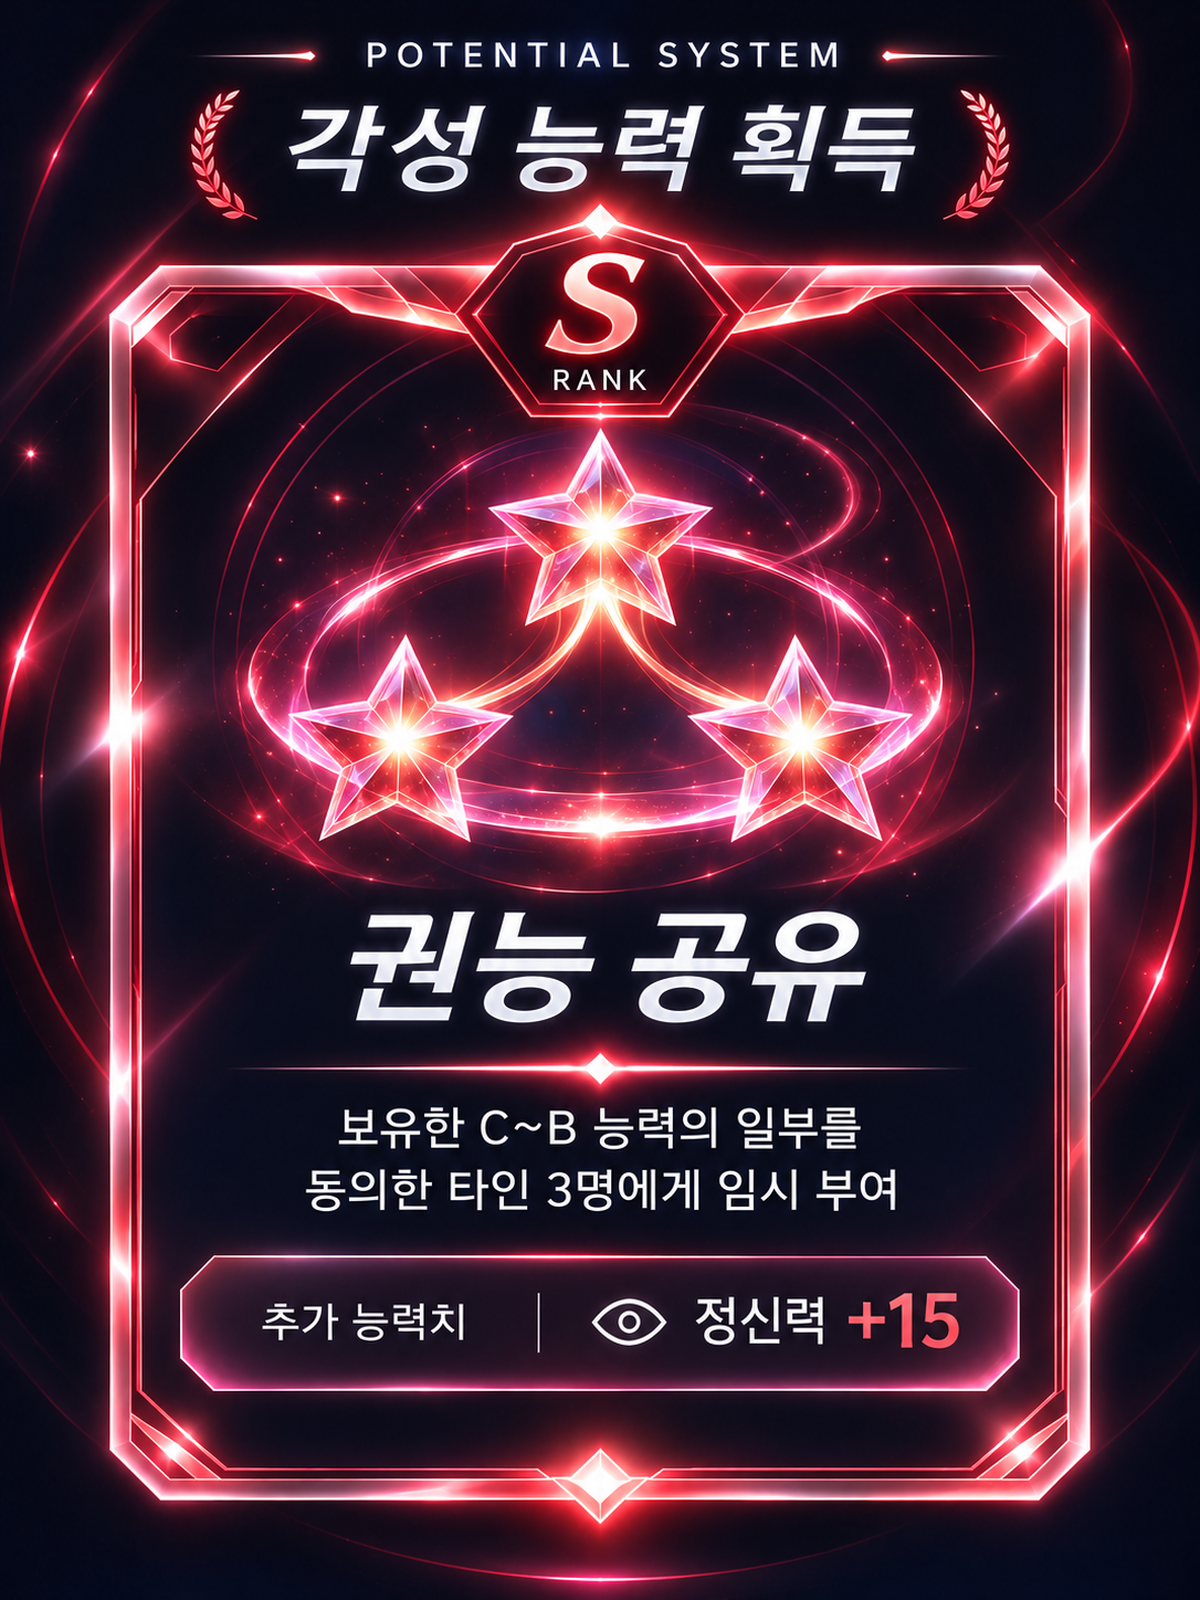 POTENTIAL SYSTEM
각성 능력 획득
S
RANK
권능 공유
보유한 C~B 능력의 일부를
동의한 타인 3명에게 임시 부여
추가 능력치 정신력 +15